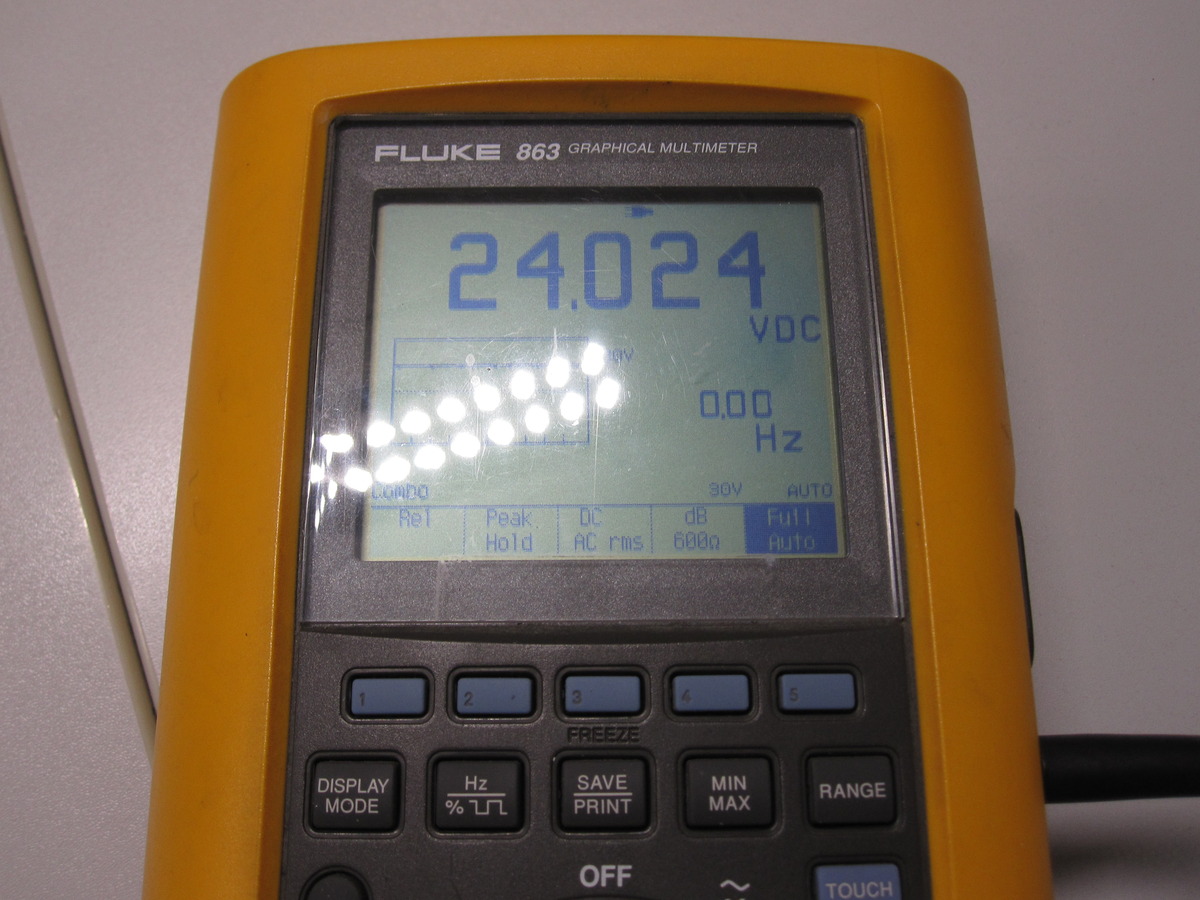 FLUKE 863 GRAPHICAL MULTIMETER
24.024
VDC
0.00
Hz
Combo 30V AUTO
Rel Peak Hold DC AC rms dB 600Ω Full Auto
1 2 3 4 5
FREEZE
DISPLAY MODE Hz % SAVE PRINT MIN MAX RANGE
OFF
TOUCH